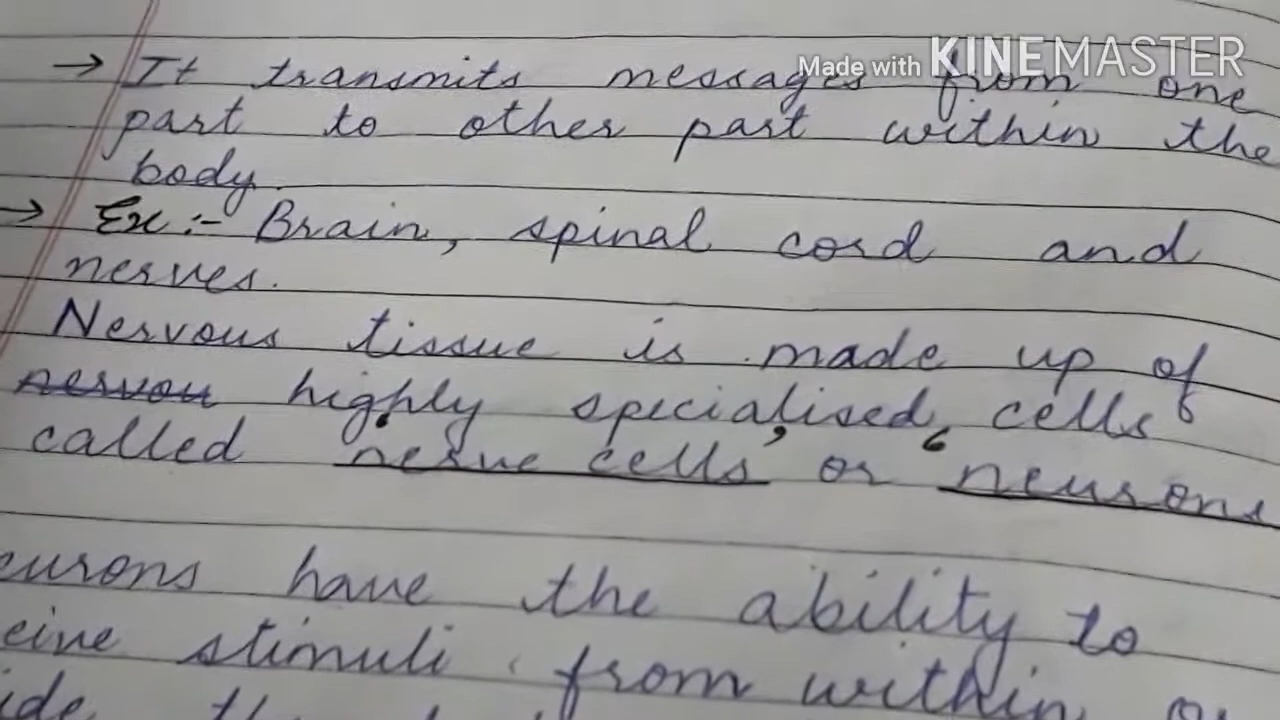 Made with KINEMASTER
→ It transmits messages from one
part to other part within the
body.
→ Ex:- Brain, spinal cord and
nerves.
Nervous tissue is made up of
nervou highly specialised cells
called nerve cells or neurons
eurons have the ability to
eive stimuli from within or
ide